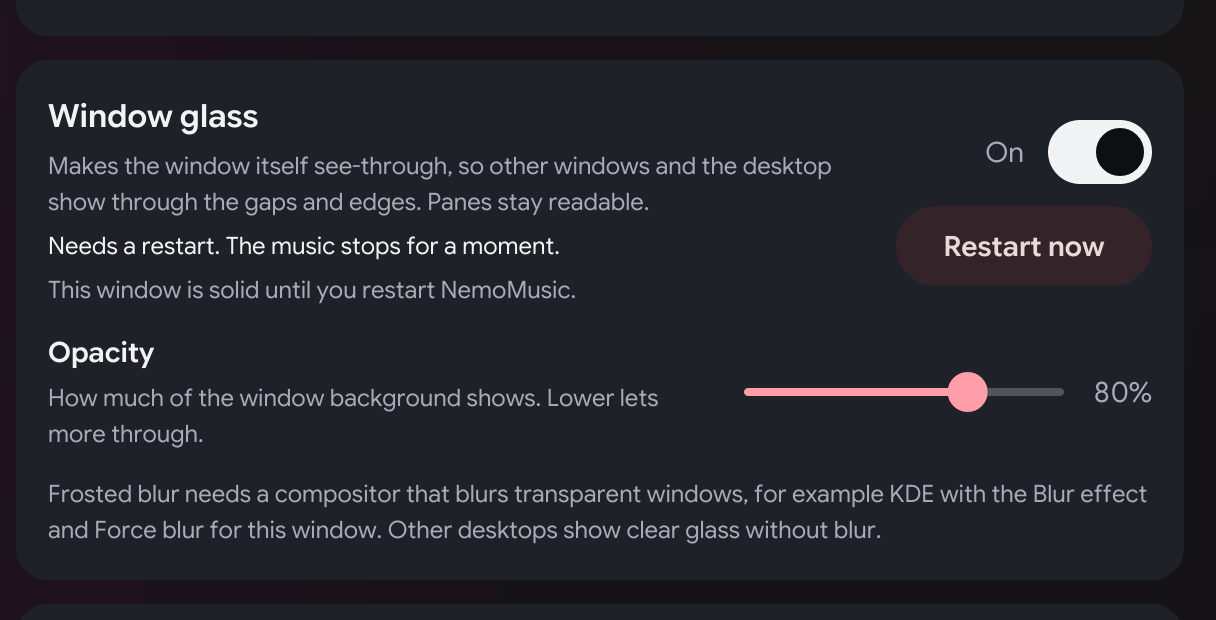 Window glass
On
Makes the window itself see-through, so other windows and the desktop
show through the gaps and edges. Panes stay readable.
Needs a restart. The music stops for a moment.
Restart now
This window is solid until you restart NemoMusic.
Opacity
How much of the window background shows. Lower lets
more through.
80%
Frosted blur needs a compositor that blurs transparent windows, for example KDE with the Blur effect
and Force blur for this window. Other desktops show clear glass without blur.